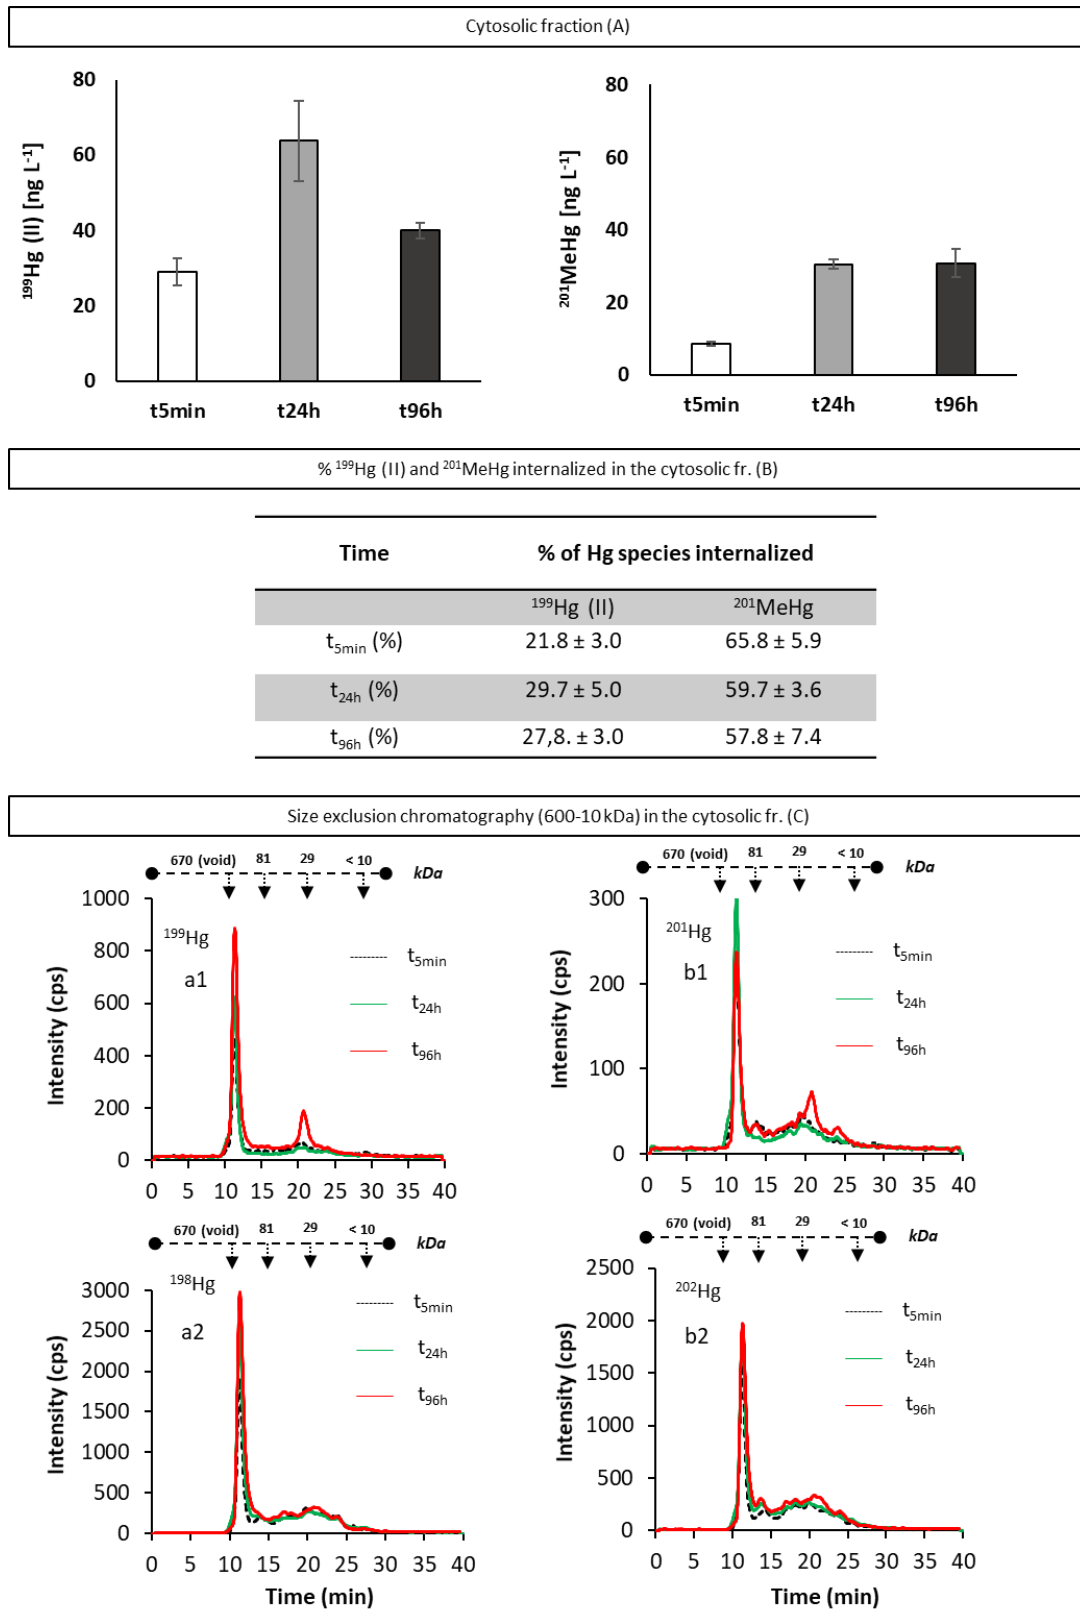 Cytosolic fraction (A)
80
60
40
20
0
¹⁹⁹Hg (II) [ng L⁻¹]
t5min t24h t96h
80
60
40
20
0
²⁰¹MeHg [ng L⁻¹]
t5min t24h t96h
% ¹⁹⁹Hg (II) and ²⁰¹MeHg internalized in the cytosolic fr. (B)
Time % of Hg species internalized
¹⁹⁹Hg (II) ²⁰¹MeHg
t5min (%) 21.8 ± 3.0 65.8 ± 5.9
t24h (%) 29.7 ± 5.0 59.7 ± 3.6
t96h (%) 27,8. ± 3.0 57.8 ± 7.4
Size exclusion chromatography (600-10 kDa) in the cytosolic fr. (C)
670 (void) 81 29 < 10 kDa
1000
800
600
400
200
0
Intensity (cps)
¹⁹⁹Hg
a1
t5min
t24h
t96h
0 5 10 15 20 25 30 35 40
670 (void) 81 29 < 10 kDa
300
200
100
0
Intensity (cps)
²⁰¹Hg
b1
t5min
t24h
t96h
0 5 10 15 20 25 30 35 40
670 (void) 81 29 < 10 kDa
3000
2500
2000
1500
1000
500
0
Intensity (cps)
¹⁹⁸Hg
a2
t5min
t24h
t96h
0 5 10 15 20 25 30 35 40
Time (min)
670 (void) 81 29 < 10 kDa
2500
2000
1500
1000
500
0
Intensity (cps)
²⁰²Hg
b2
t5min
t24h
t96h
0 5 10 15 20 25 30 35 40
Time (min)